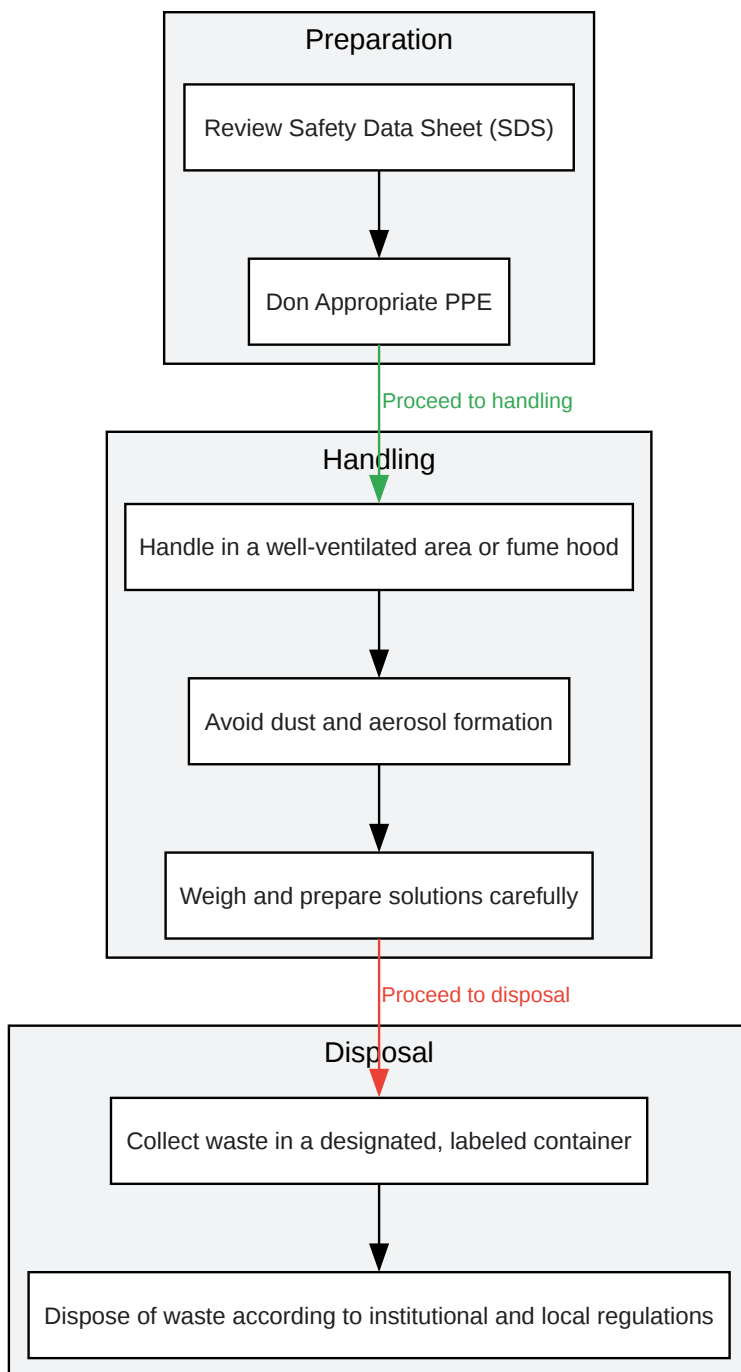 Preparation
Review Safety Data Sheet (SDS)
Don Appropriate PPE
Proceed to handling
Handling
Handle in a well-ventilated area or fume hood
Avoid dust and aerosol formation
Weigh and prepare solutions carefully
Proceed to disposal
Disposal
Collect waste in a designated, labeled container
Dispose of waste according to institutional and local regulations